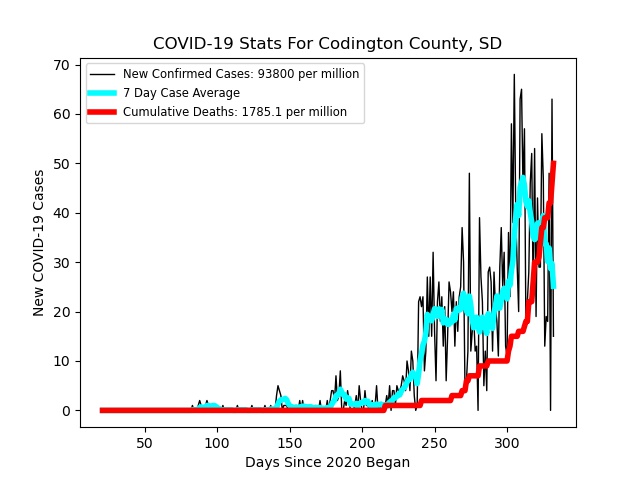 COVID-19 Stats For Codington County, SD
New Confirmed Cases: 93800 per million
7 Day Case Average
Cumulative Deaths: 1785.1 per million
New COVID-19 Cases
70
60
50
40
30
20
10
0
50 100 150 200 250 300
Days Since 2020 Began